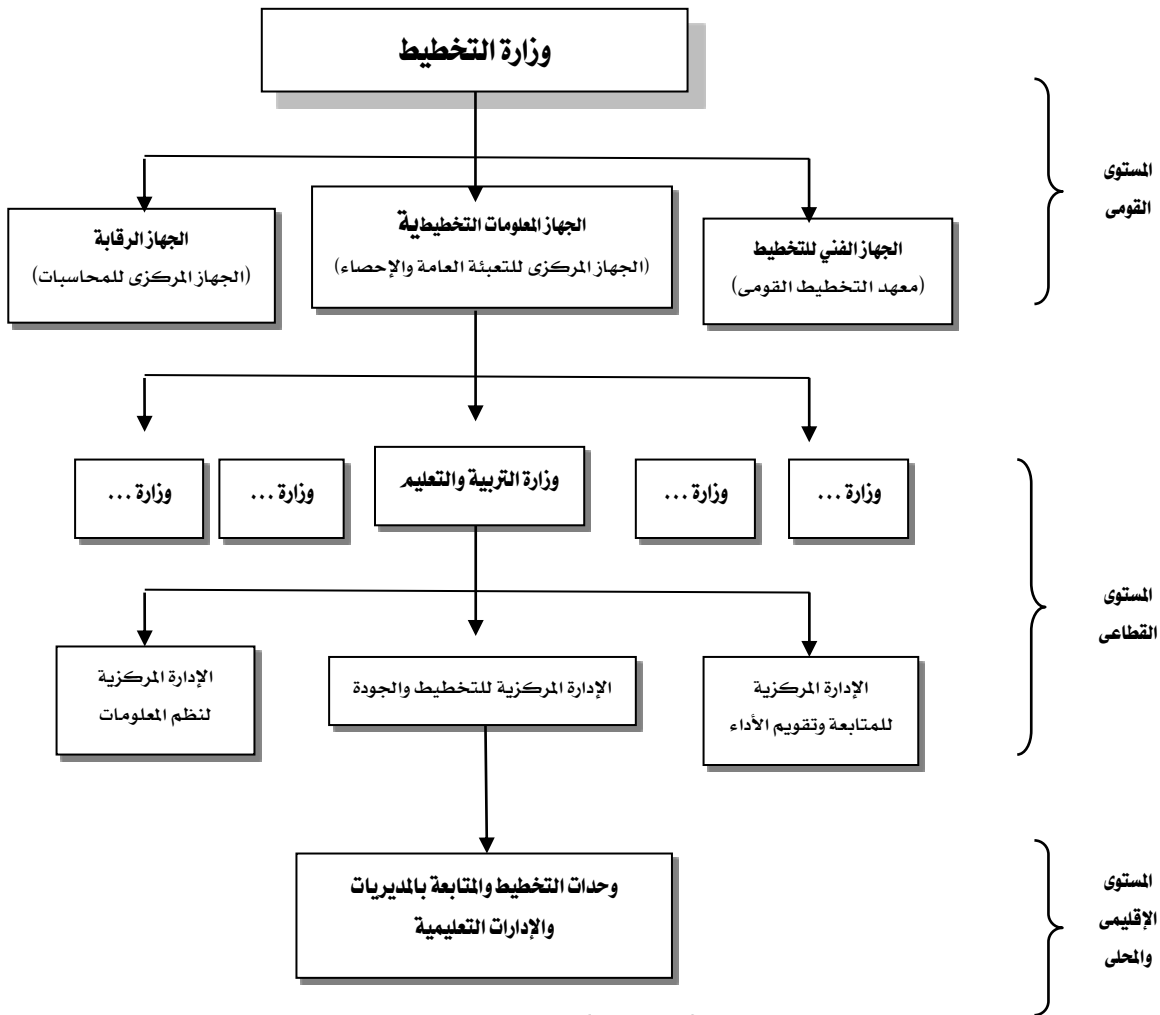 وزارة التخطيط
المستوى
القومى
الجهاز الفني للتخطيط
(معهد التخطيط القومى)
الجهاز المعلومات التخطيطية
(الجهاز المركزى للتعبئة العامة والإحصاء)
الجهاز الرقابة
(الجهاز المركزى للمحاسبات)
وزارة ...
وزارة ...
وزارة التربية والتعليم
وزارة ...
وزارة ...
المستوى
القطاعى
الإدارة المركزية
للمتابعة وتقويم الأداء
الإدارة المركزية للتخطيط والجودة
الإدارة المركزية
لنظم المعلومات
المستوى
الإقليمى
والمحلى
وحدات التخطيط والمتابعة بالمديريات
والإدارات التعليمية